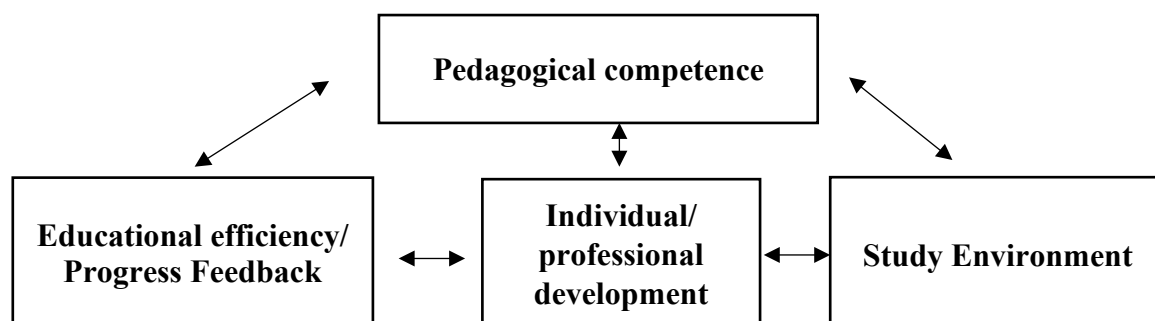 Pedagogical competence
Educational efficiency/
Progress Feedback
Individual/
professional
development
Study Environment